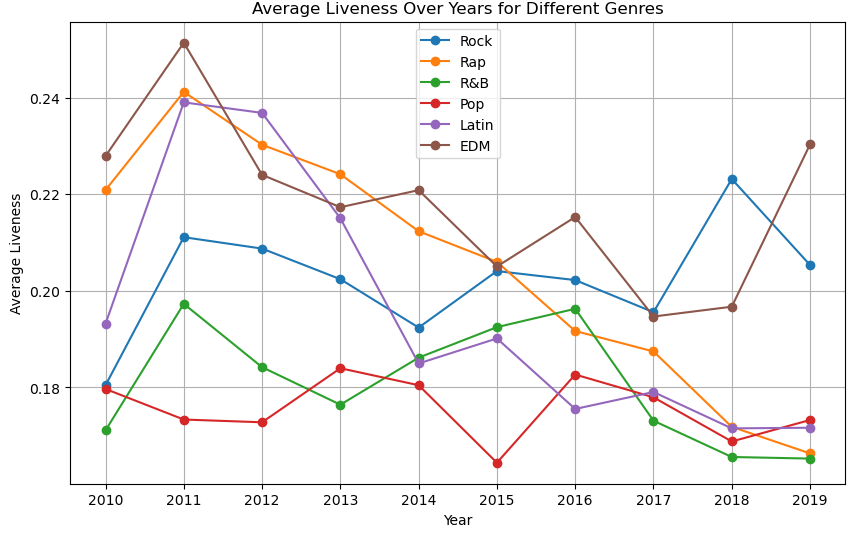 Average Liveness Over Years for Different Genres
Rock
Rap
R&B
Pop
Latin
EDM
Average Liveness
0.24
0.22
0.20
0.18
2010 2011 2012 2013 2014 2015 2016 2017 2018 2019
Year